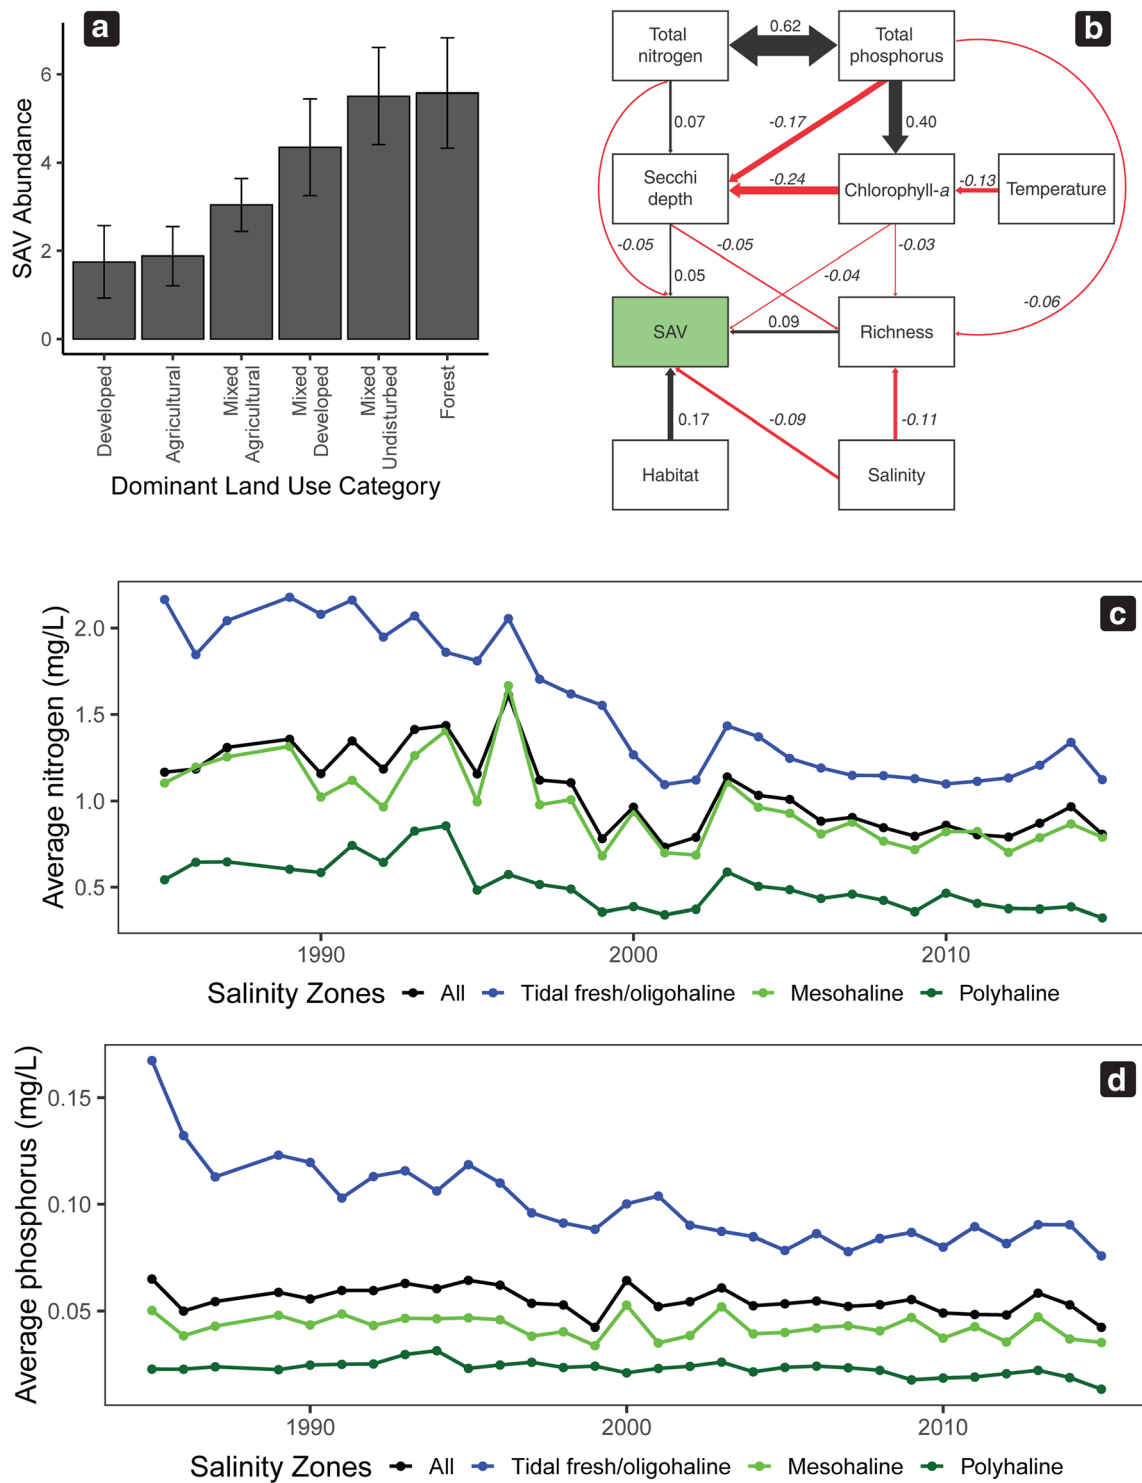 a
SAV Abundance
6
4
2
0
Developed
Agricultural
Mixed
Agricultural
Mixed
Developed
Mixed
Undisturbed
Forest
Dominant Land Use Category
b
Total
nitrogen
0.62
Total
phosphorus
0.07
-0.17
0.40
Secchi
depth
-0.24
Chlorophyll-a
-0.13
Temperature
-0.05
-0.05
-0.03
0.05
-0.04
-0.06
SAV
0.09
Richness
0.17
-0.09
-0.11
Habitat
Salinity
c
Average nitrogen (mg/L)
2.0
1.5
1.0
0.5
1990
2000
2010
Salinity Zones All Tidal fresh/oligohaline Mesohaline Polyhaline
d
Average phosphorus (mg/L)
0.15
0.10
0.05
1990
2000
2010
Salinity Zones All Tidal fresh/oligohaline Mesohaline Polyhaline